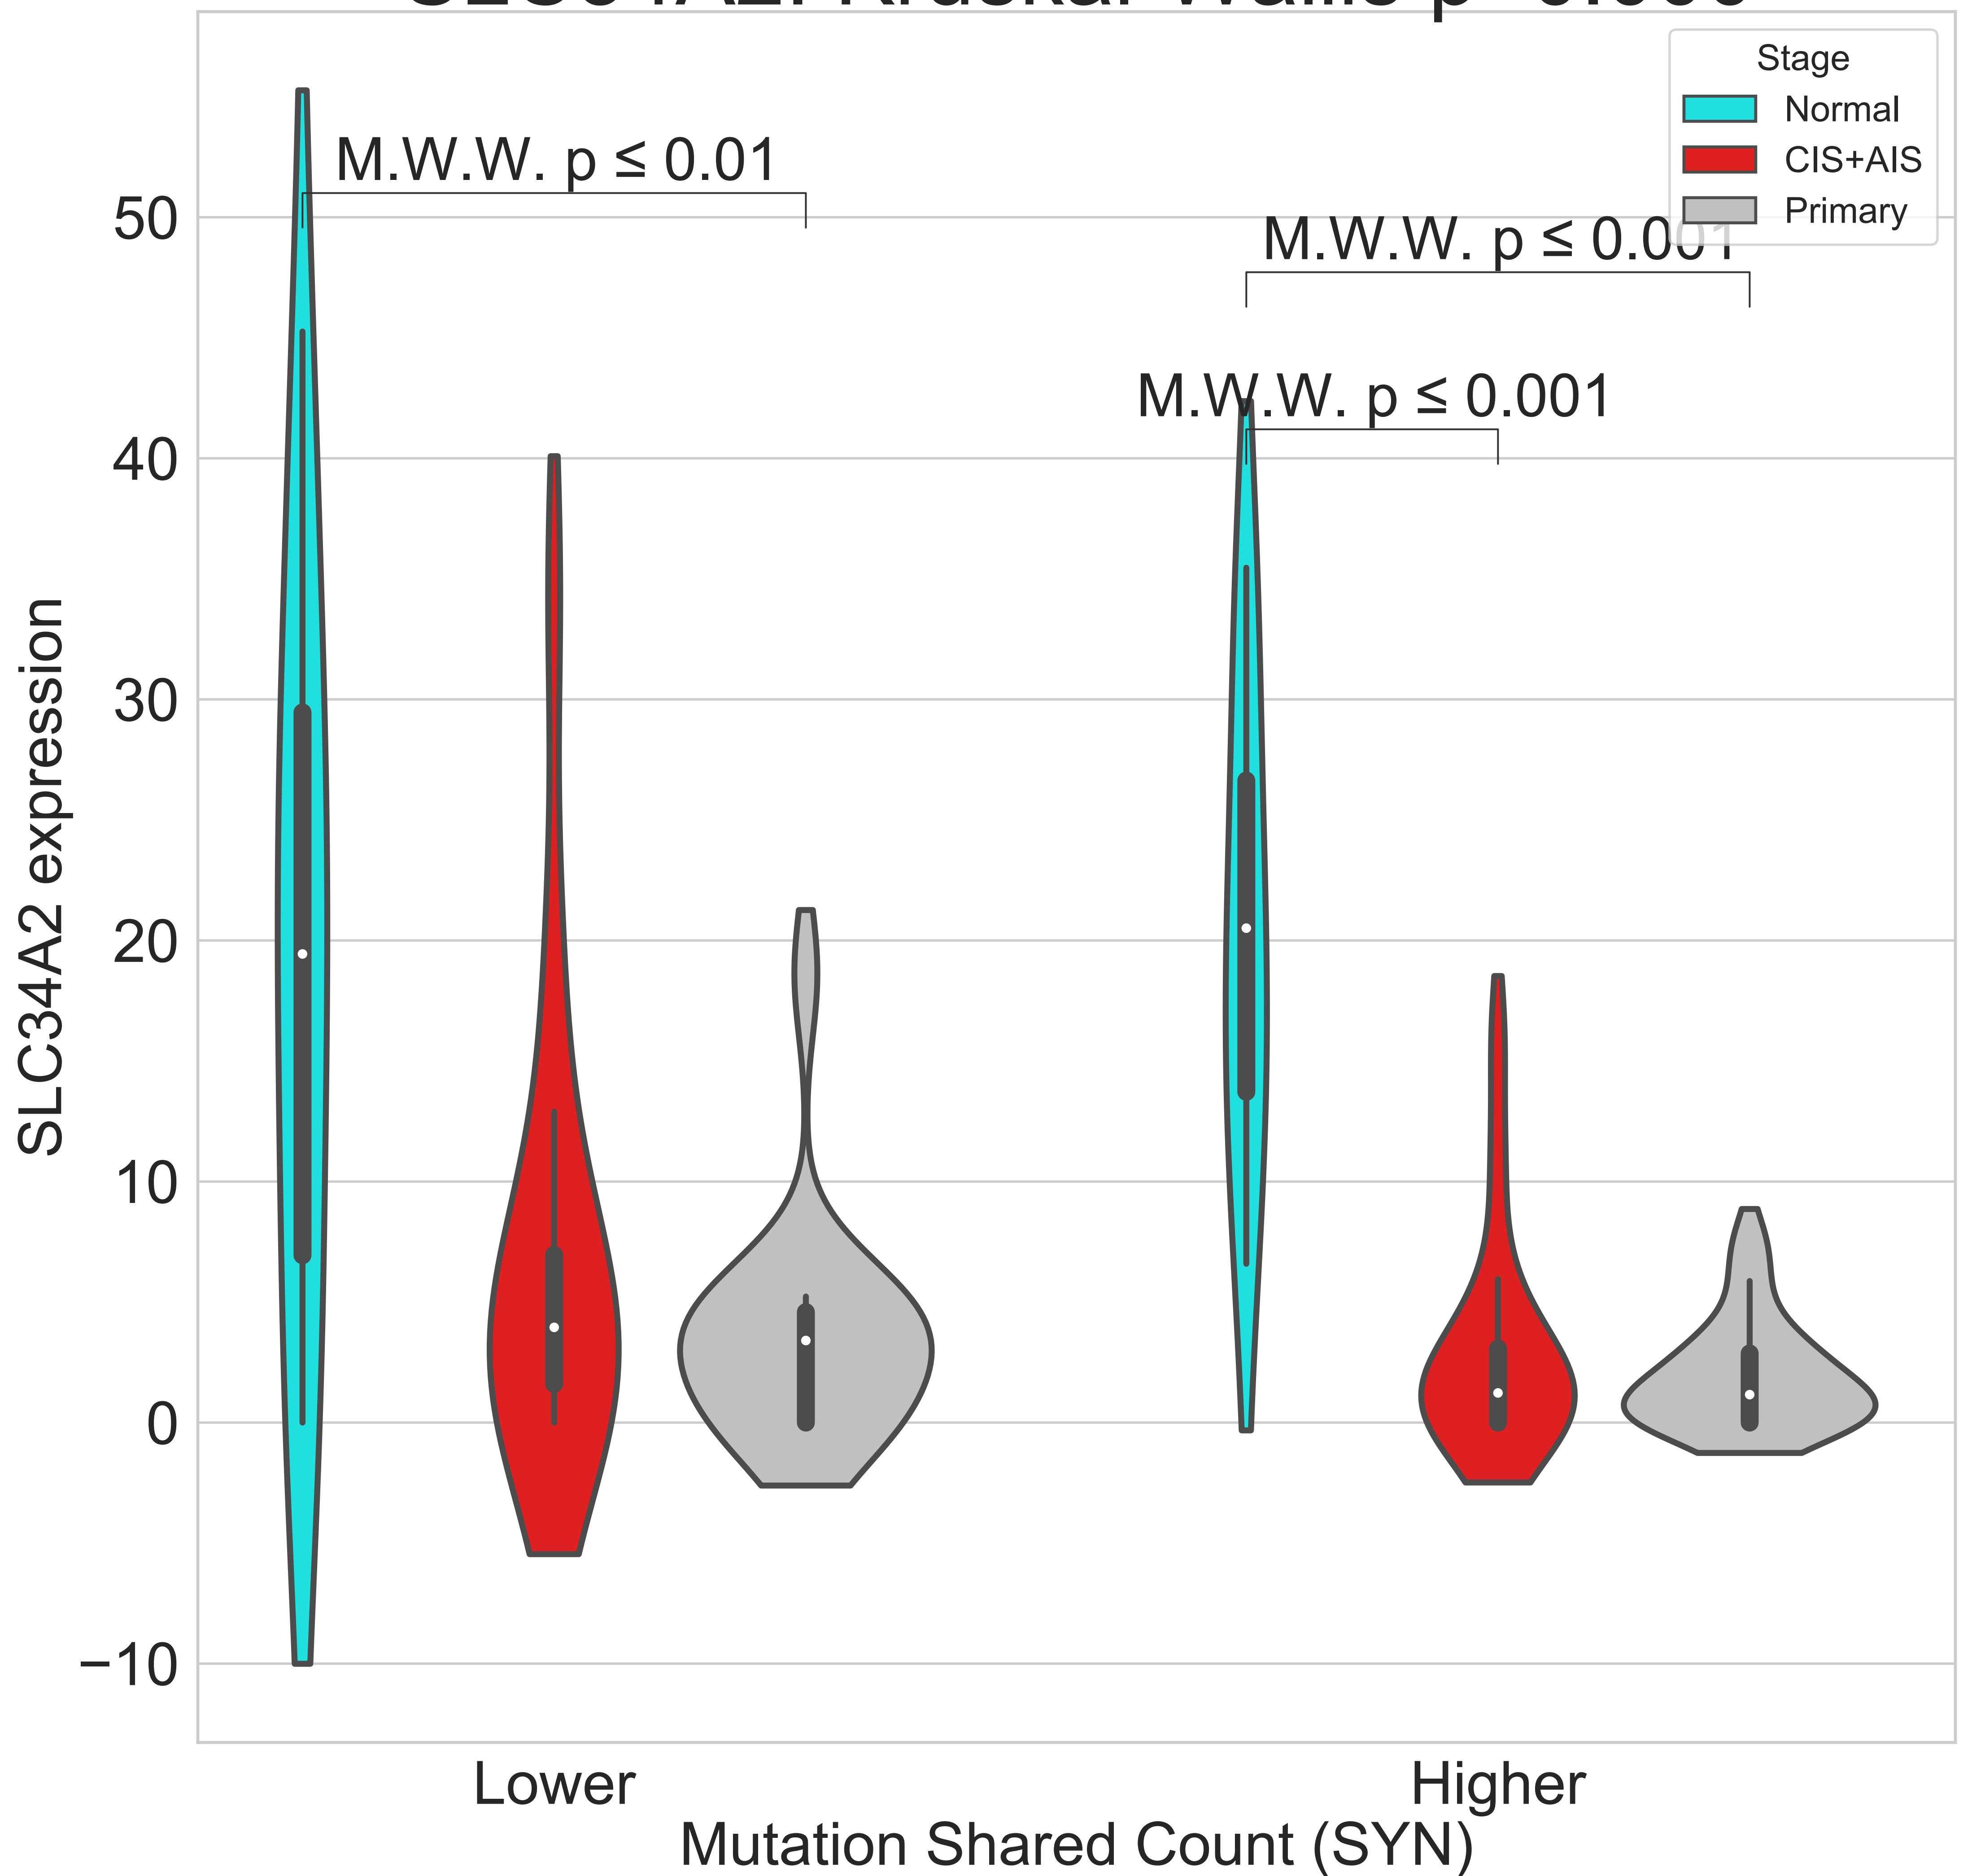 Stage
Normal
CIS+AIS
Primary
M.W.W. p ≤ 0.01
M.W.W. p ≤ 0.001
M.W.W. p ≤ 0.001
50
40
30
20
10
0
−10
SLC34A2 expression
Lower
Higher
Mutation Shared Count (SYN)